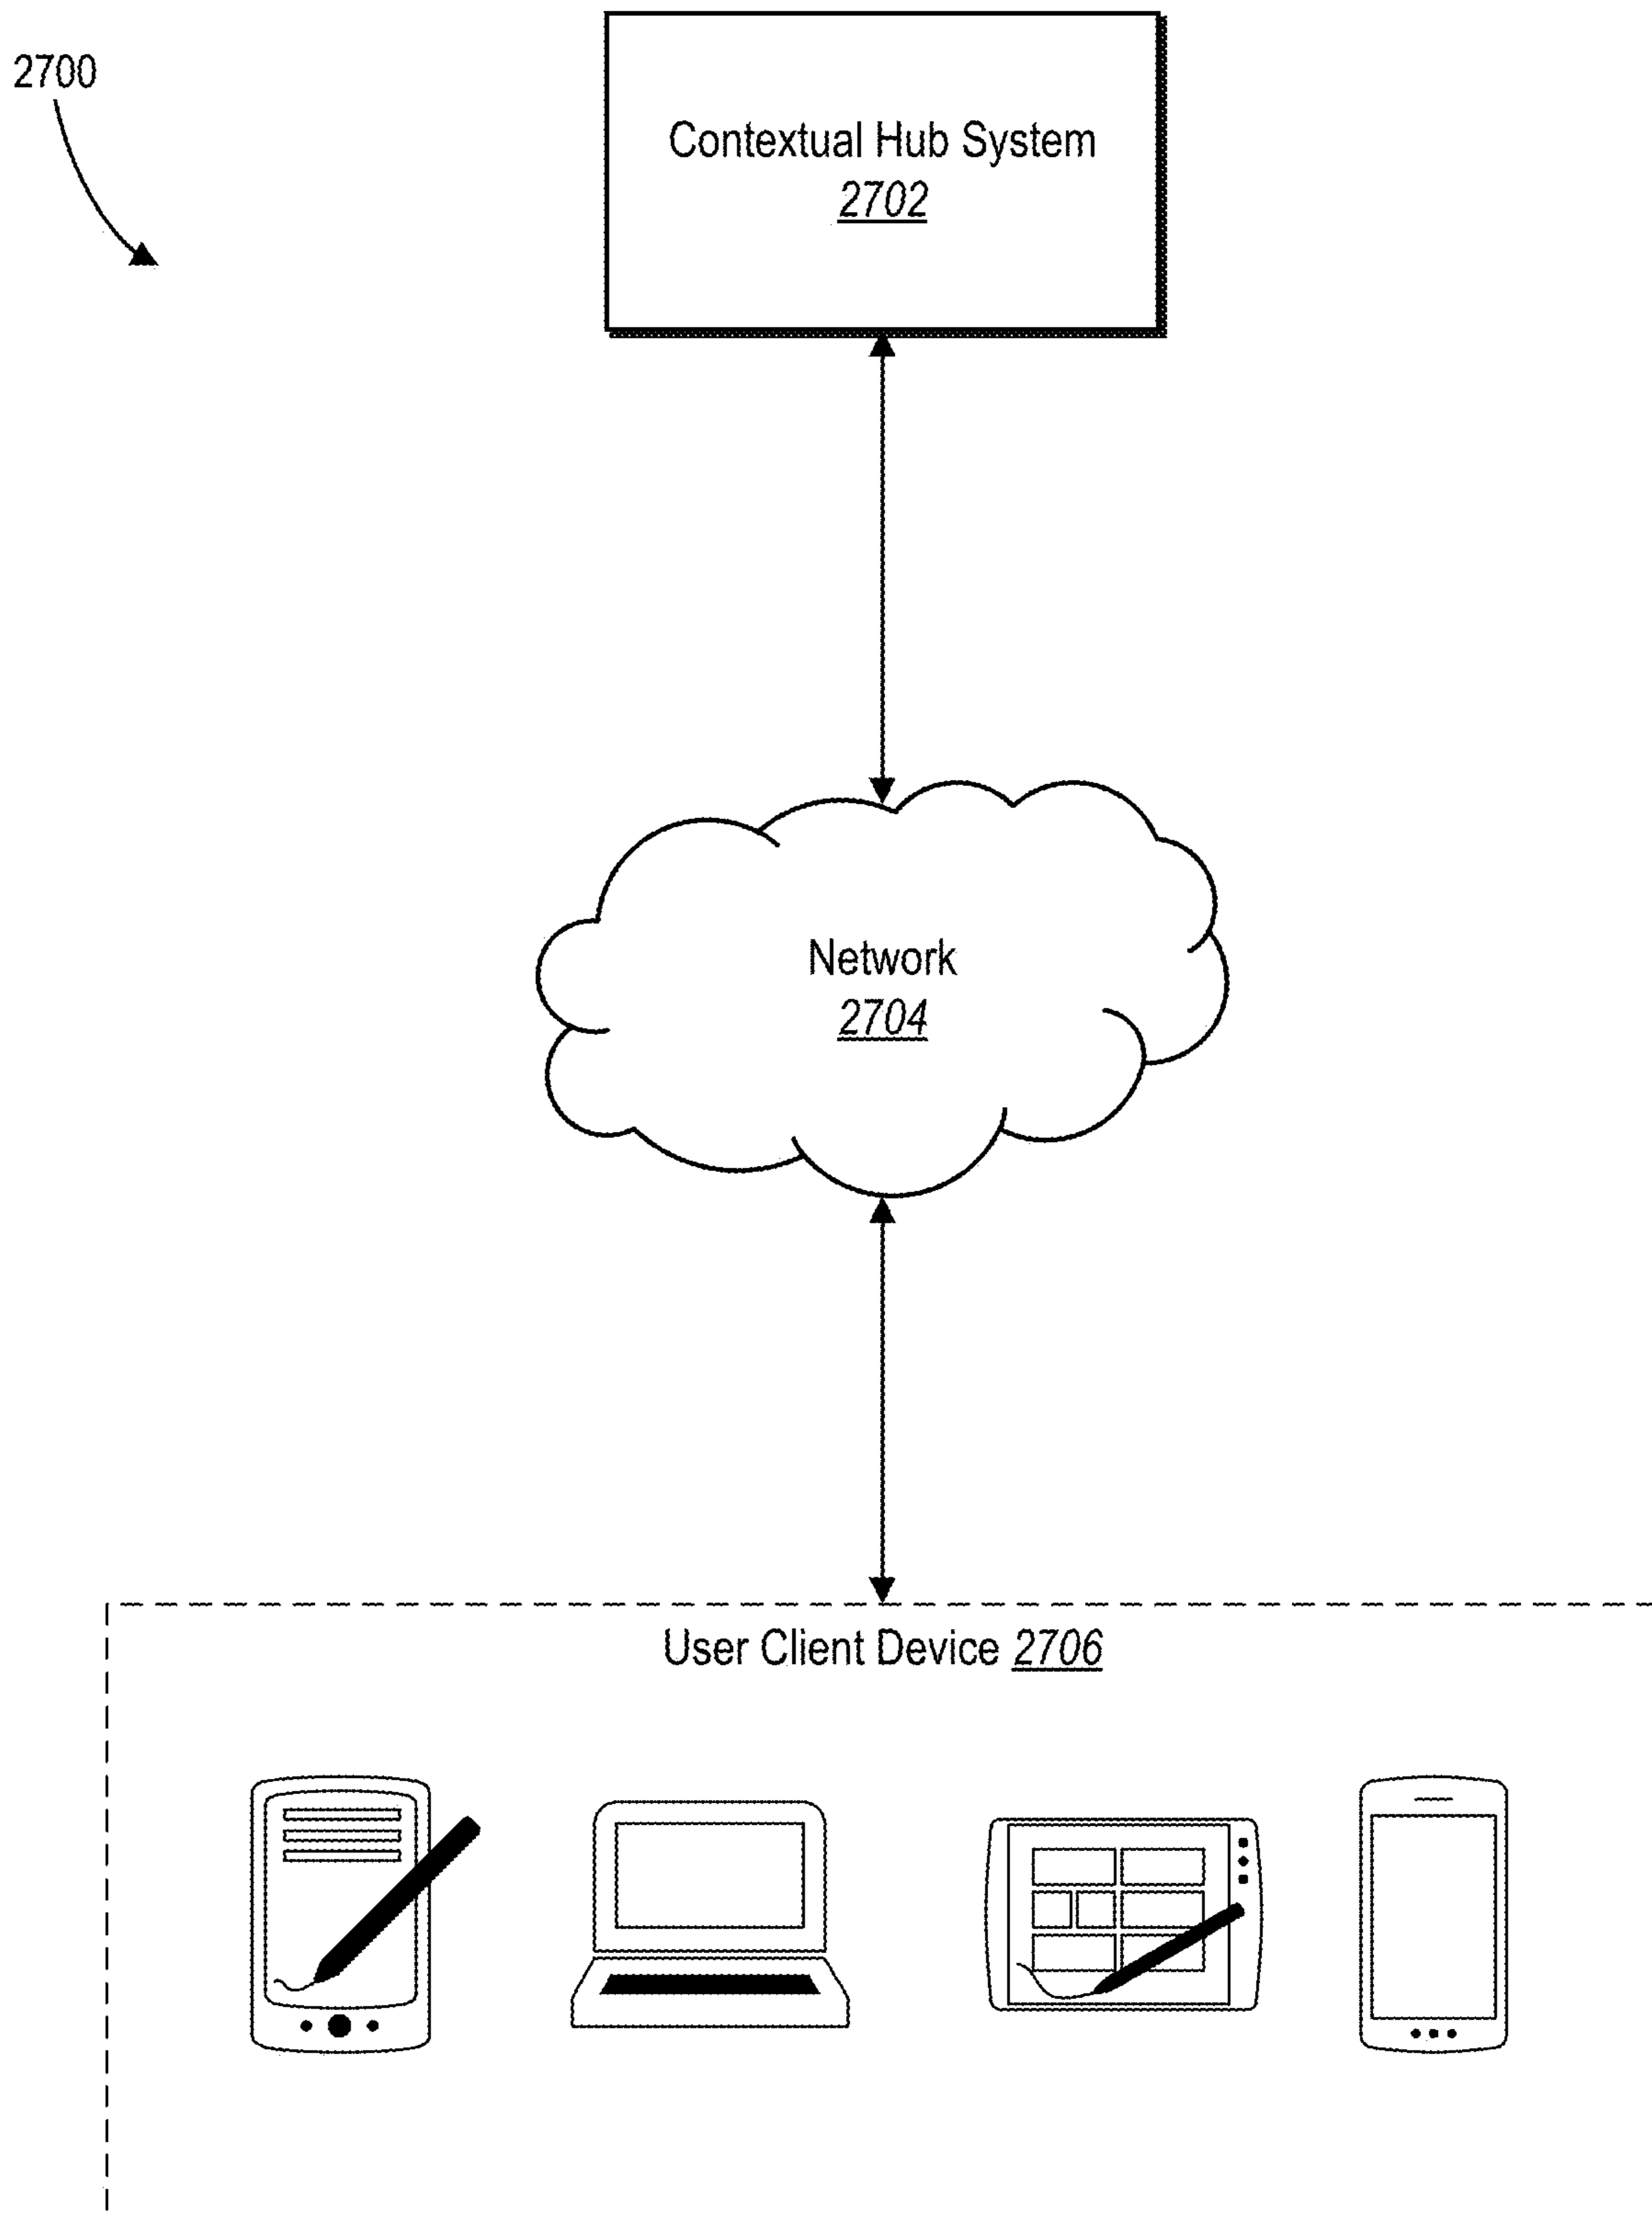 2700
Contextual Hub System
2702
Network
2704
User Client Device 2706